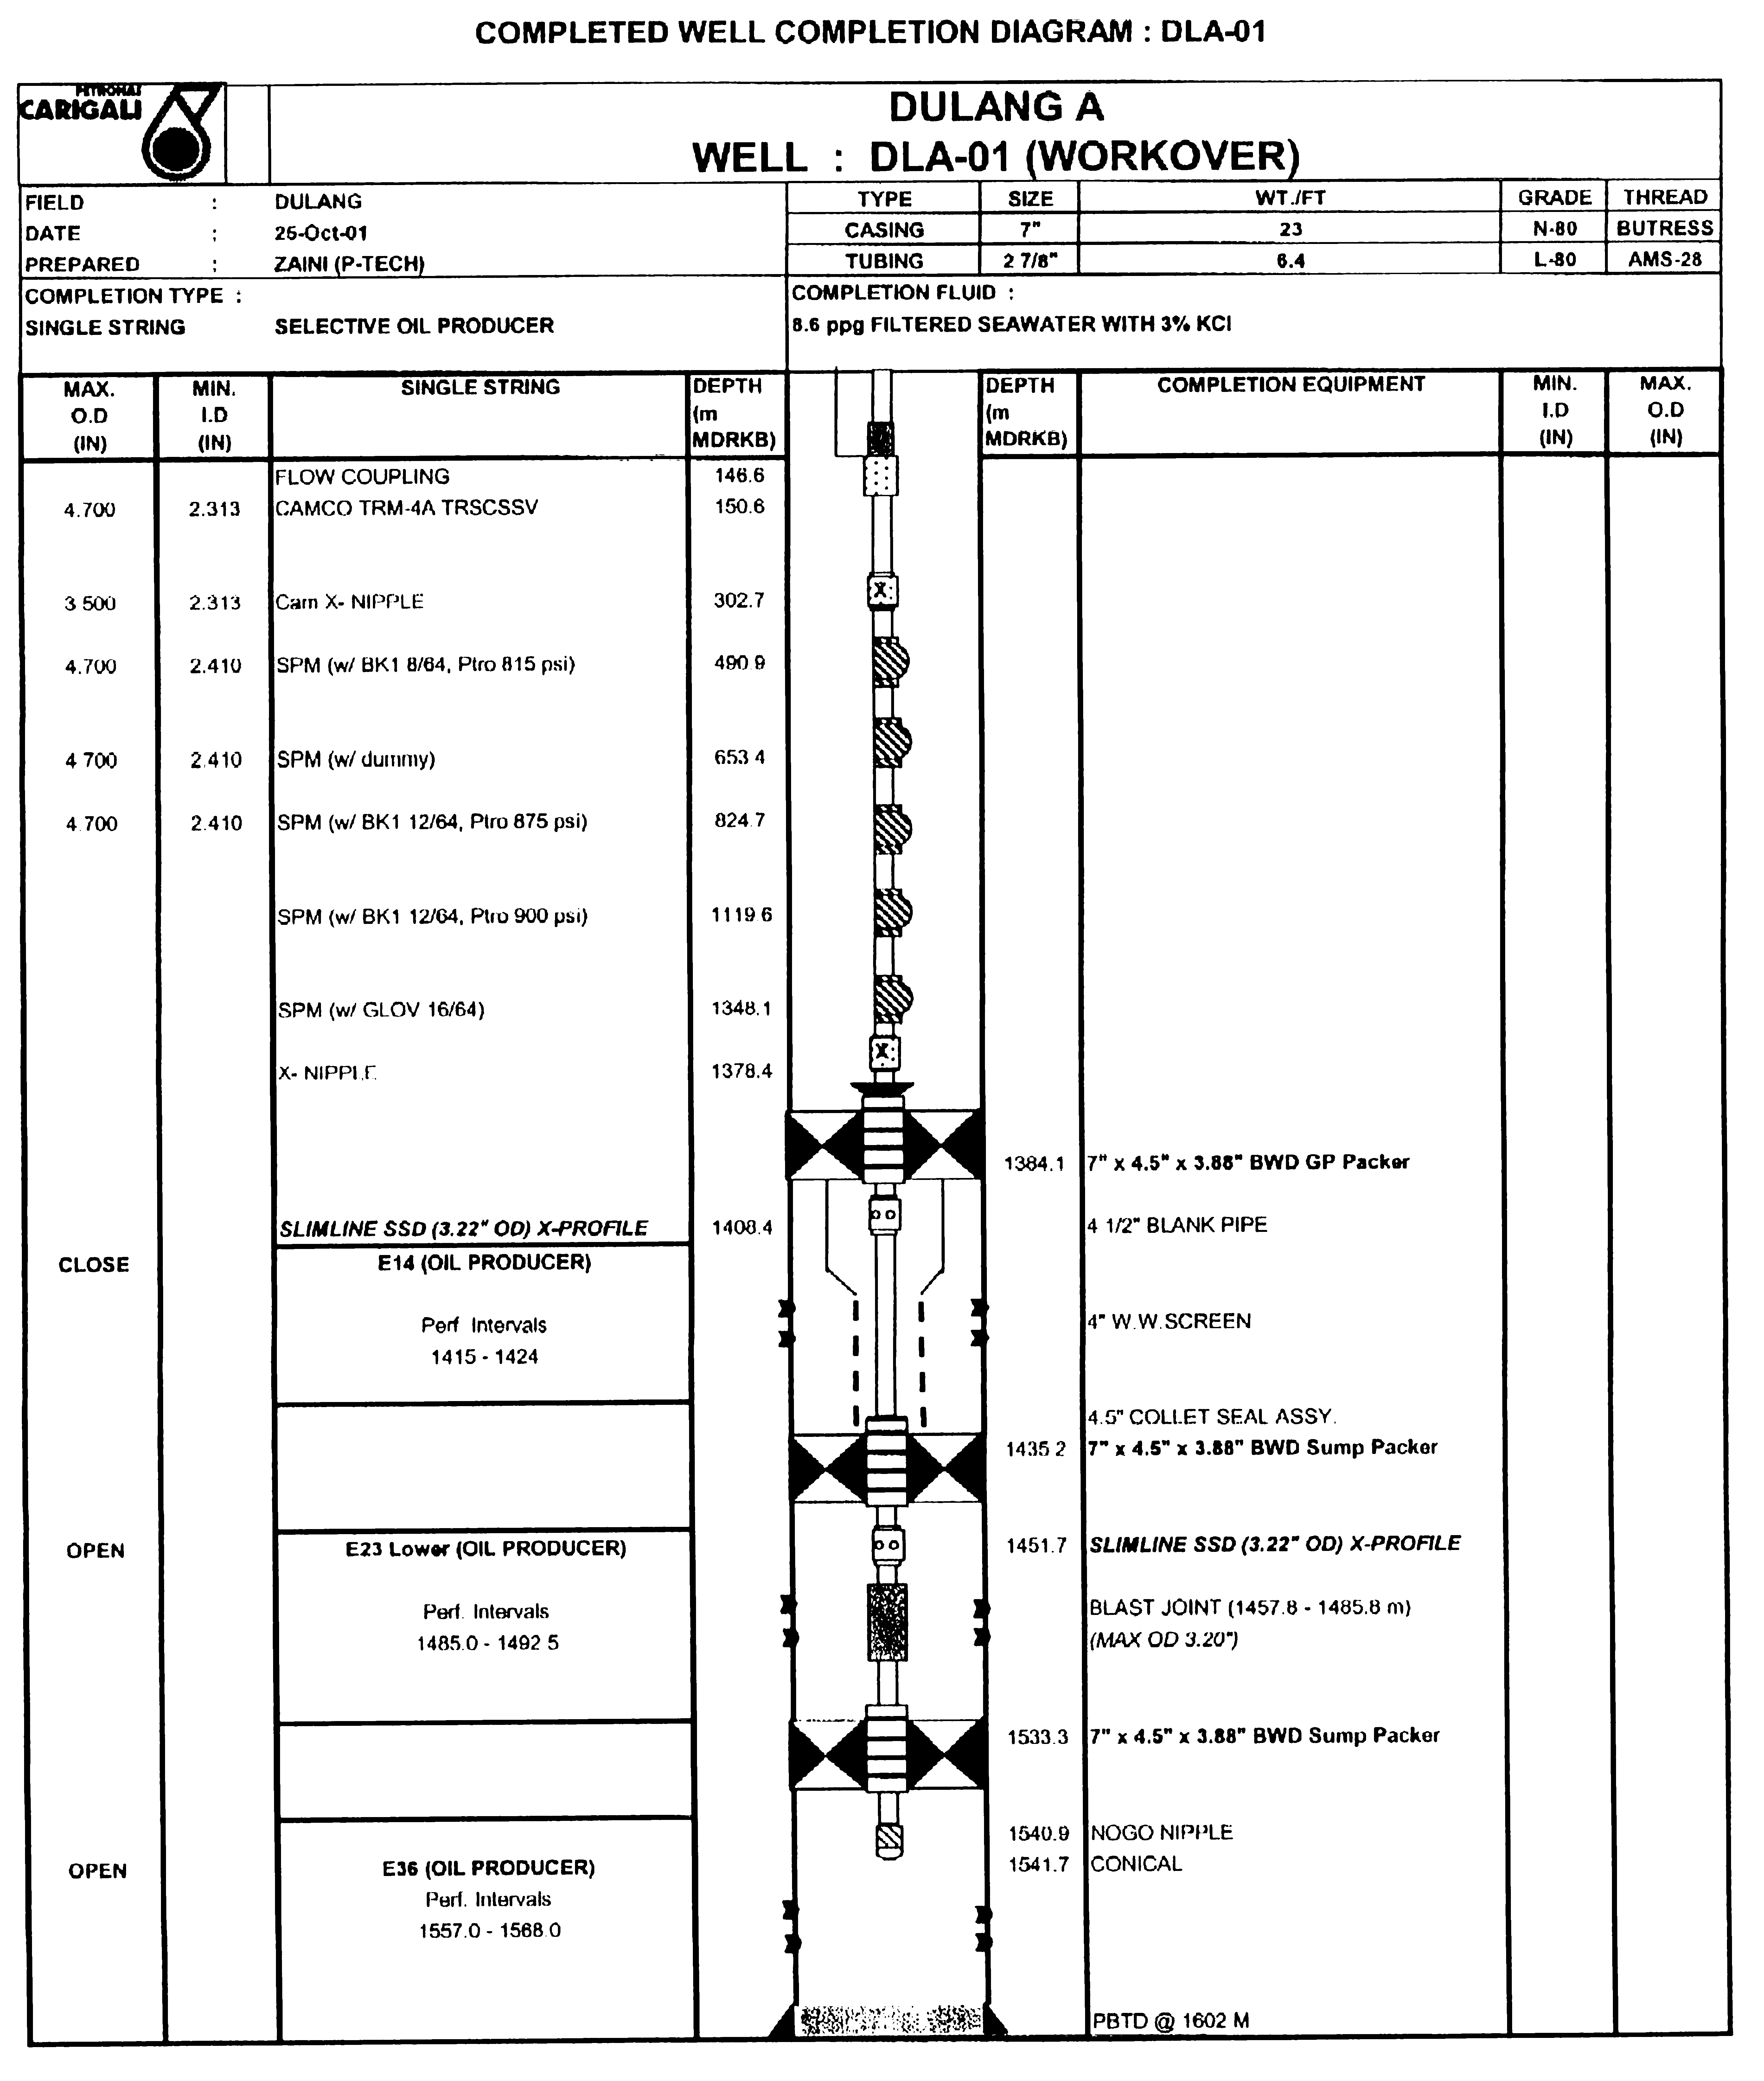 COMPLETED WELL COMPLETION DIAGRAM : DLA-01
PETRONAS
CARIGALI
DULANG A
WELL : DLA-01 (WORKOVER)
FIELD : DULANG
DATE : 25-Oct-01
PREPARED : ZAINI (P-TECH)
TYPE SIZE WT./FT GRADE THREAD
CASING 7" 23 N-80 BUTRESS
TUBING 2 7/8" 6.4 L-80 AMS-28
COMPLETION TYPE :
SINGLE STRING SELECTIVE OIL PRODUCER
COMPLETION FLUID :
8.6 ppg FILTERED SEAWATER WITH 3% KCl
MAX. O.D (IN) MIN. I.D (IN) SINGLE STRING DEPTH (m MDRKB) DEPTH (m MDRKB) COMPLETION EQUIPMENT MIN. I.D (IN) MAX. O.D (IN)
FLOW COUPLING 146.6
4.700 2.313 CAMCO TRM-4A TRSCSSV 150.6
3 500 2.313 Cam X- NIPPLE 302.7
X
4.700 2.410 SPM (w/ BK1 8/64, Ptro 815 psi) 490 9
4 700 2.410 SPM (w/ dummy) 653 4
4.700 2.410 SPM (w/ BK1 12/64, Ptro 875 psi) 824.7
SPM (w/ BK1 12/64, Ptro 900 psi) 1119 6
SPM (w/ GLOV 16/64) 1348.1
X
X- NIPPLE 1378.4
1384.1 7" x 4.5" x 3.88" BWD GP Packer
SLIMLINE SSD (3.22" OD) X-PROFILE 1408.4
4 1/2" BLANK PIPE
CLOSE E14 (OIL PRODUCER)
Perf Intervals
1415 - 1424
4" W.W.SCREEN
4.5" COLLET SEAL ASSY.
1435 2 7" x 4.5" x 3.88" BWD Sump Packer
OPEN E23 Lower (OIL PRODUCER)
1451.7 SLIMLINE SSD (3.22" OD) X-PROFILE
Perf. Intervals
1485.0 - 1492 5
BLAST JOINT (1457.8 - 1485.8 m)
(MAX OD 3.20")
1533.3 7" x 4.5" x 3.88" BWD Sump Packer
1540.9 NOGO NIPPLE
1541.7 CONICAL
OPEN E36 (OIL PRODUCER)
Perf. Intervals
1557.0 - 1568.0
PBTD @ 1602 M